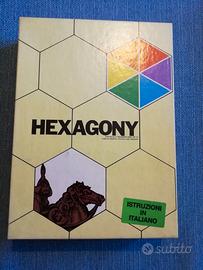 HEXAGONY
ISTRUZIONI
IN
ITALIANO
subito